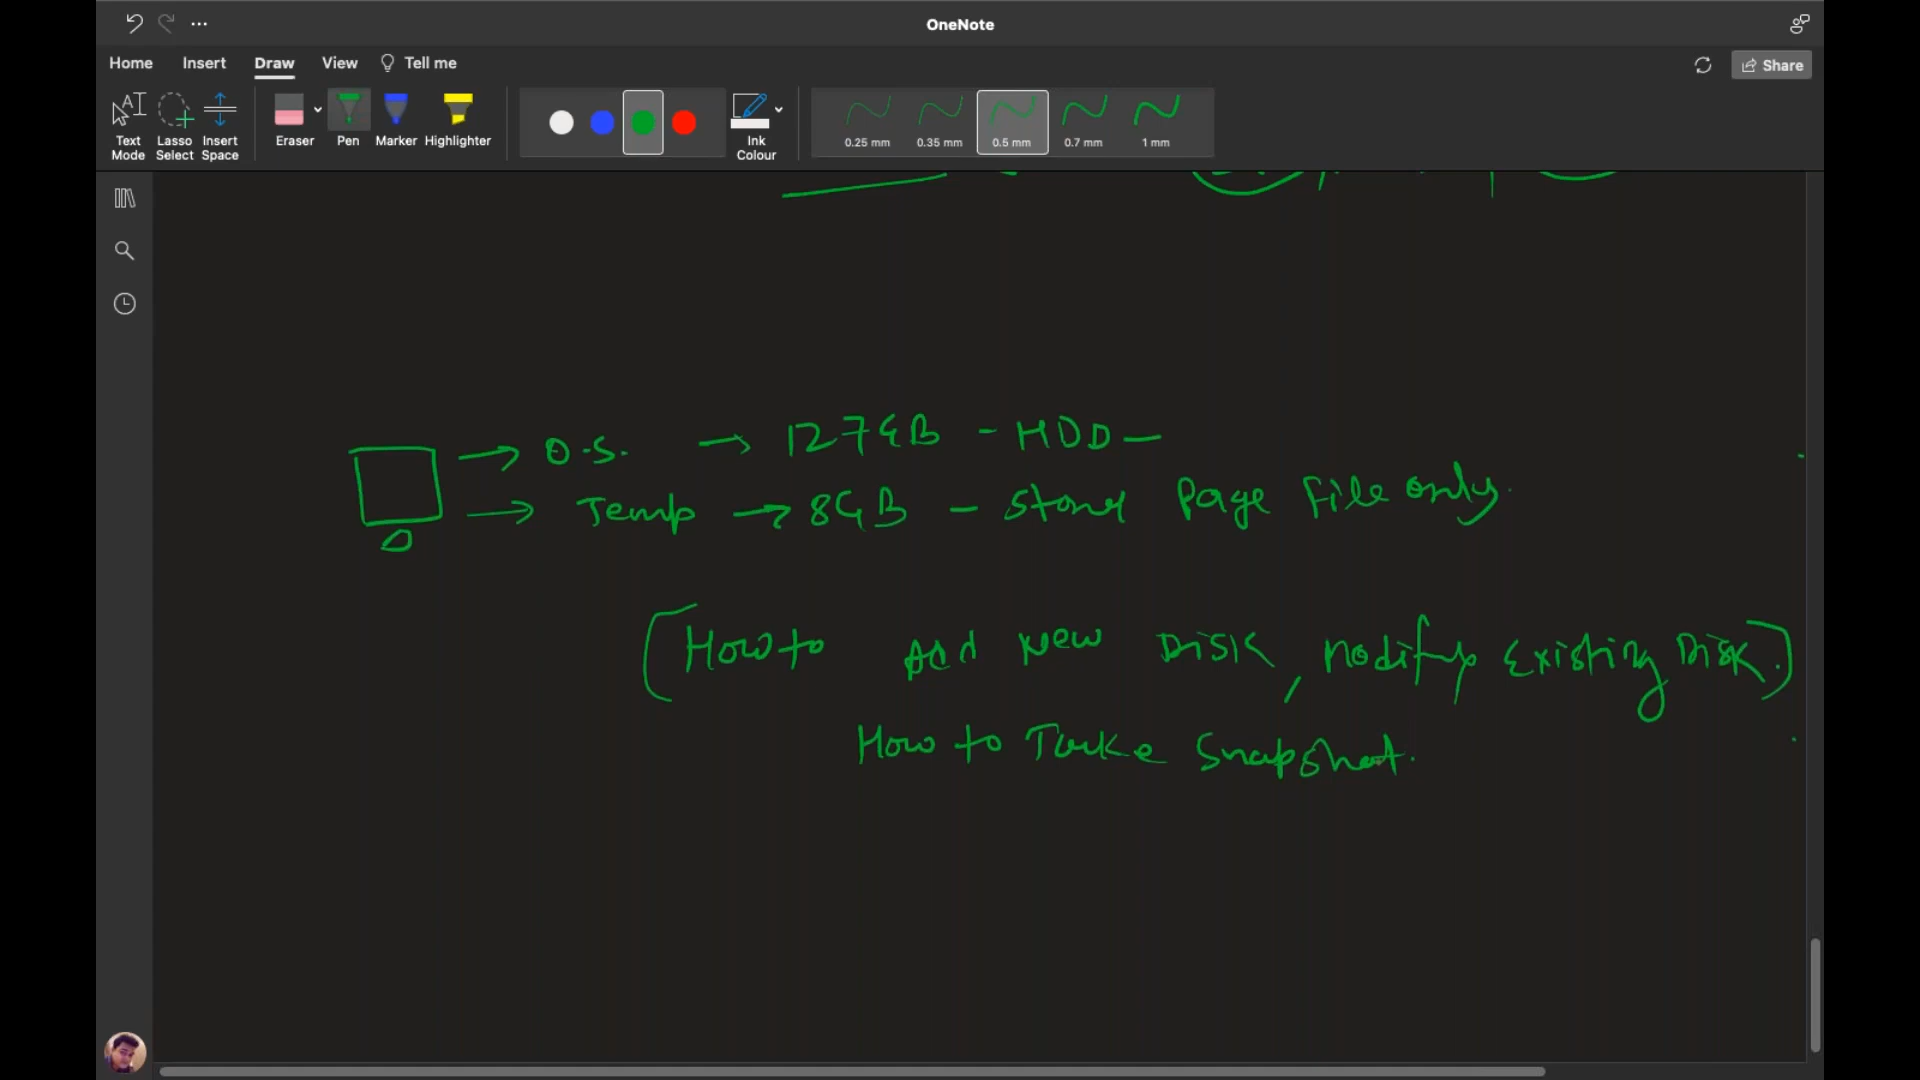 OneNote
Home Insert Draw View Tell me
Share
Text Mode
Lasso Select
Insert Space
Eraser
Pen
Marker
Highlighter
Ink Colour
0.25 mm
0.35 mm
0.5 mm
0.7 mm
1 mm
→ O.S. → 127GB - HDD —
→ Temp → 8GB - Page File only.
(How to Add New Disk, Modify Existing Disk.)
How to Take Snapshot.